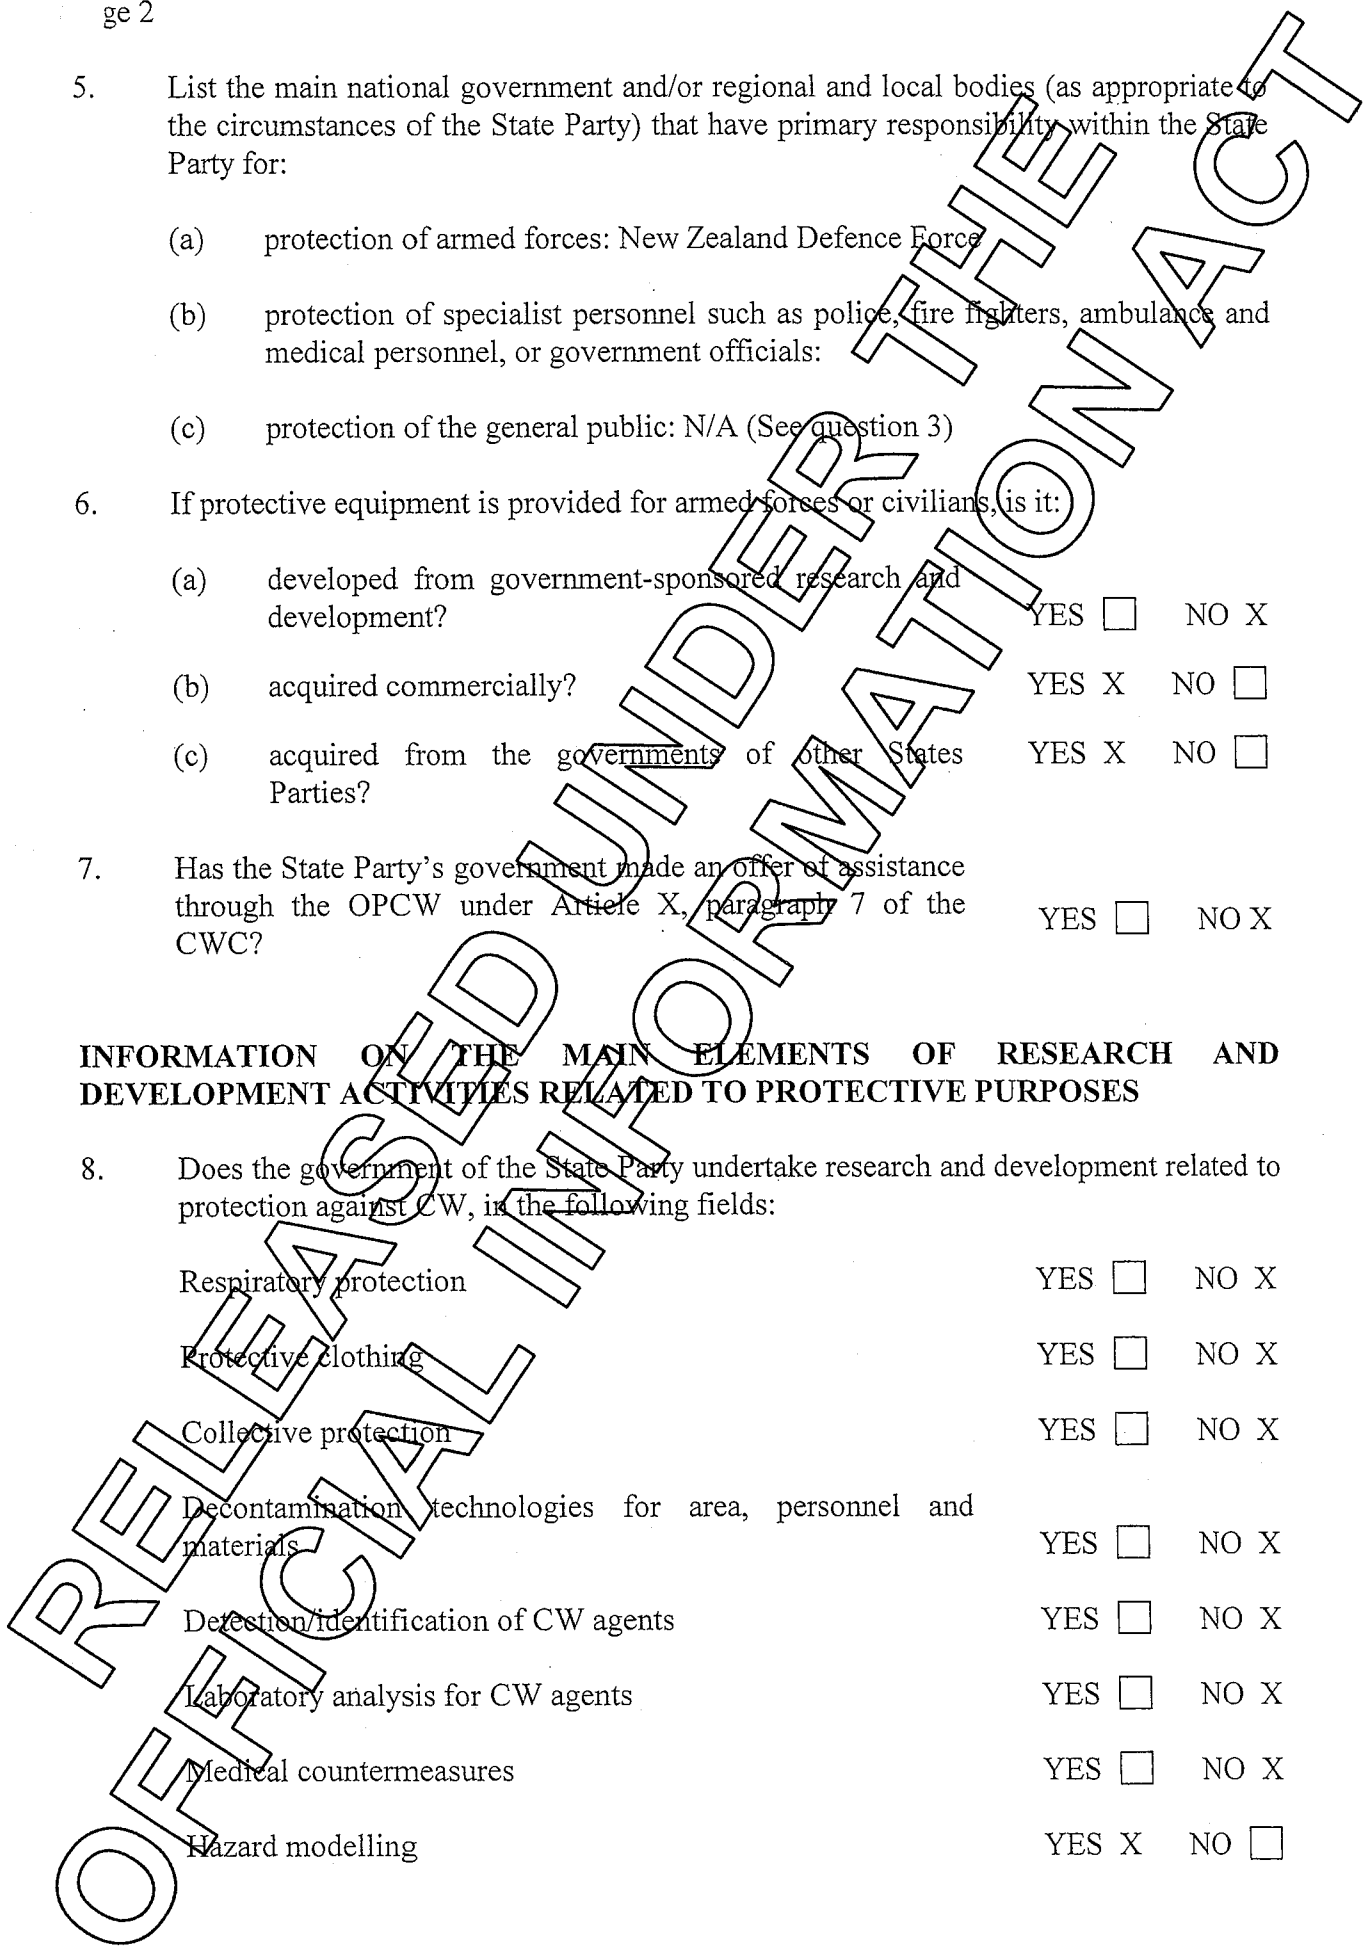 ge 2
5. List the main national government and/or regional and local bodies (as appropriate to
the circumstances of the State Party) that have primary responsibility within the State
Party for:
(a) protection of armed forces: New Zealand Defence Force
(b) protection of specialist personnel such as police, fire fighters, ambulance and
medical personnel, or government officials:
(c) protection of the general public: N/A (See question 3)
6. If protective equipment is provided for armed forces or civilians, is it:
(a) developed from government-sponsored research and
development? YES ☐ NO X
(b) acquired commercially? YES X NO ☐
(c) acquired from the governments of other States YES X NO ☐
Parties?
7. Has the State Party's government made an offer of assistance
through the OPCW under Article X, paragraph 7 of the
CWC? YES ☐ NO X
INFORMATION ON THE MAIN ELEMENTS OF RESEARCH AND
DEVELOPMENT ACTIVITIES RELATED TO PROTECTIVE PURPOSES
8. Does the government of the State Party undertake research and development related to
protection against CW, in the following fields:
Respiratory protection YES ☐ NO X
Protective clothing YES ☐ NO X
Collective protection YES ☐ NO X
Decontamination technologies for area, personnel and
materials YES ☐ NO X
Detection/identification of CW agents YES ☐ NO X
Laboratory analysis for CW agents YES ☐ NO X
Medical countermeasures YES ☐ NO X
Hazard modelling YES X NO ☐
RELEASED UNDER THE
OFFICIAL INFORMATION ACT